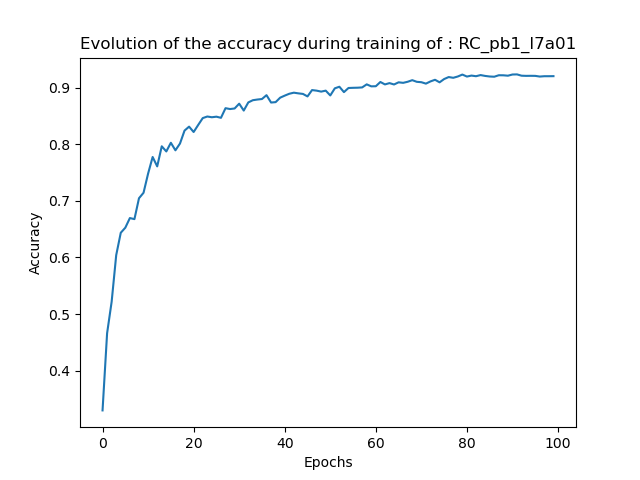 Evolution of the accuracy during training of : RC_pb1_l7a01
0.9
0.8
0.7
0.6
0.5
0.4
Accuracy
0 20 40 60 80 100
Epochs